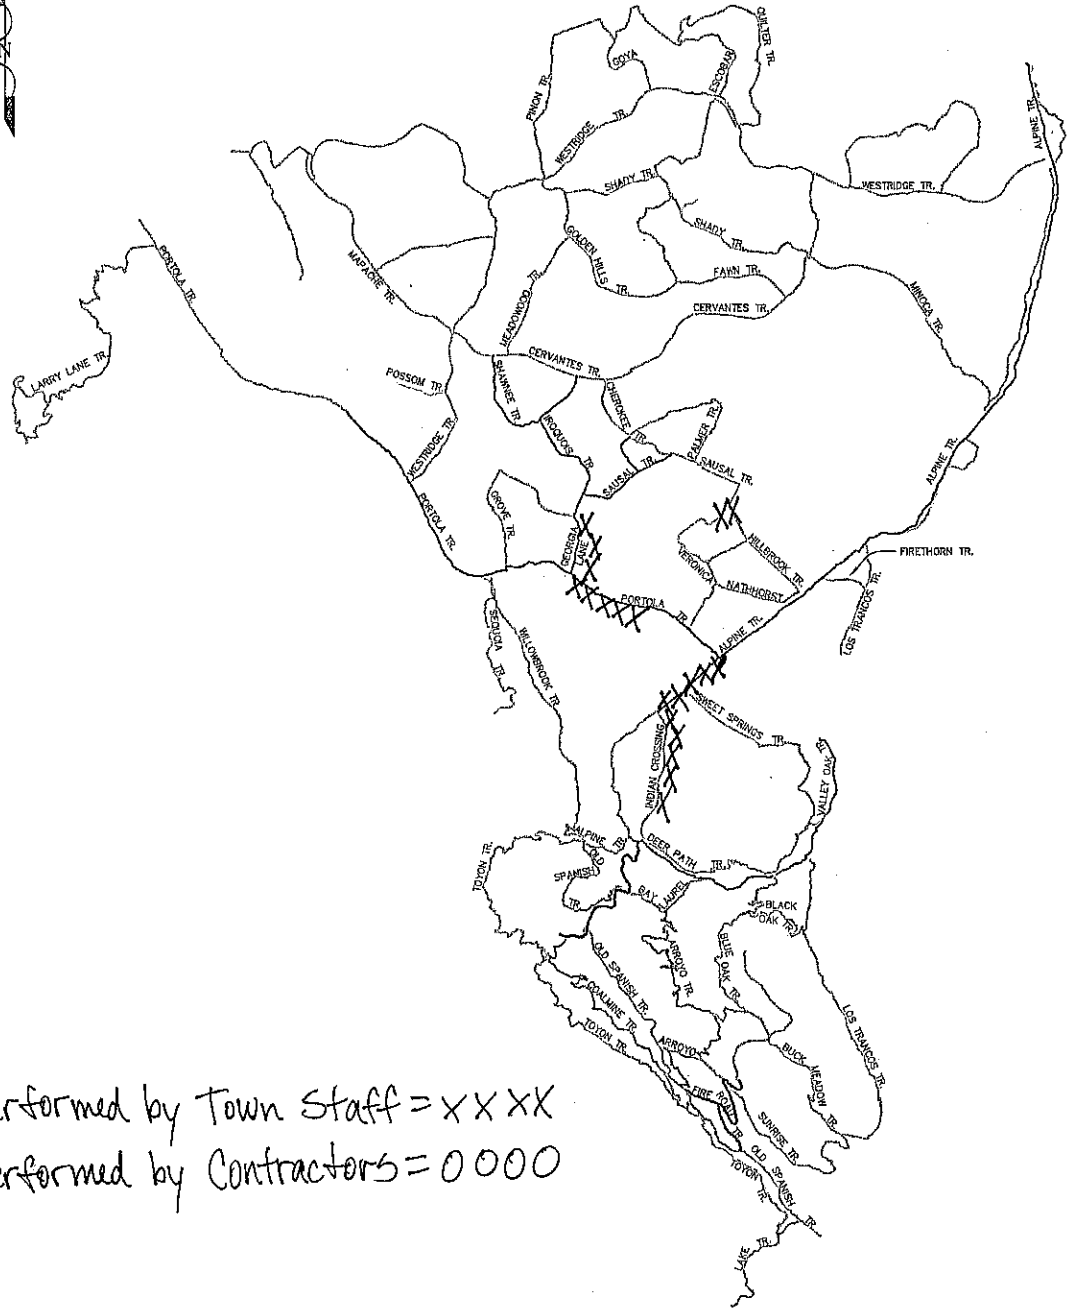 N
QUILTER TR.
GOYA
ESCOBAR
PINON TR.
WESTRIDGE TR.
ALPINE TR.
SHADY TR.
WESTRIDGE TR.
SHADY TR.
GOLDEN HILLS TR.
PORTOLA TR.
MAPACHE TR.
MEADOWOOD TR.
FAWN TR.
CERVANTES TR.
MINOCA TR.
LARRY LANE TR.
POSSOM TR.
SHAWNEE TR.
CERVANTES TR.
CHEROKEE TR.
PALMER TR.
IROQUOIS TR.
WESTRIDGE TR.
SAUSAL TR.
SAUSAL TR.
ALPINE TR.
PORTOLA TR.
GROVE TR.
GEORGIA LANE
XX
HILLBROOK TR.
VERONICA
NATHHORST
FIRETHORN TR.
LOS TRANCOS TR.
PORTOLA TR.
ALPINE TR.
SEQUOIA TR.
WILLOWBROOK TR.
SWEET SPRINGS TR.
INDIAN CROSSING
VALLEY OAK TR.
TOYON TR.
ALPINE TR.
OLD SPANISH TR.
DEER PATH TR.
BAY LAUREL
BLACK OAK TR.
OLD SPANISH TR.
ARROYO TR.
BLUE OAK TR.
COALMINE TR.
TOYON TR.
ARROYO
BUCK MEADOW TR.
LOS TRANCOS TR.
FIRE ROAD TR.
SUNRISE TR.
TOYON TR.
OLD SPANISH TR.
LAKE TR.
erformed by Town Staff = XXXX
erformed by Contractors = 0000